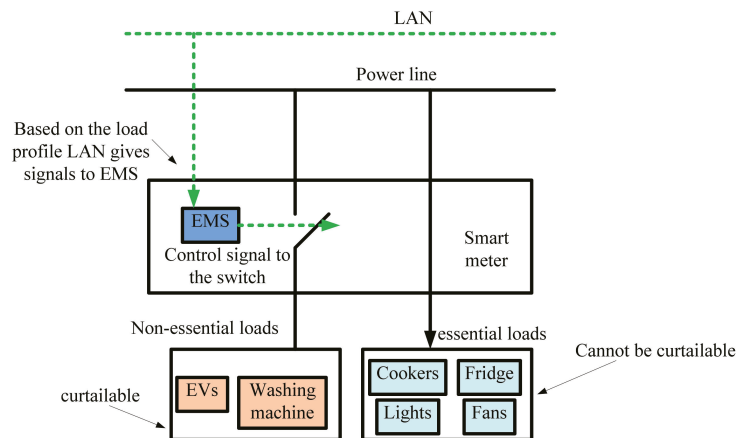 LAN
Power line
Based on the load
profile LAN gives
signals to EMS
EMS
Control signal to
the switch
Smart
meter
Non-essential loads
essential loads
Cannot be curtailable
curtailable
EVs
Washing
machine
Cookers
Fridge
Lights
Fans